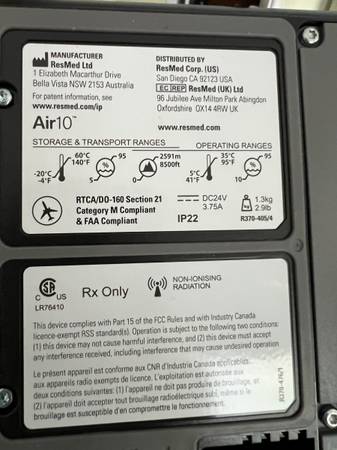 MANUFACTURER
ResMed Ltd
1 Elizabeth Macarthur Drive
Bella Vista NSW 2153 Australia
For patent information, see
www.resmed.com/ip
DISTRIBUTED BY
ResMed Corp. (US)
San Diego CA 92123 USA
EC REP ResMed (UK) Ltd
96 Jubilee Ave Milton Park Abingdon
Oxfordshire OX14 4RW UK
www.resmed.com
Air10™
STORAGE & TRANSPORT RANGES
OPERATING RANGES
60°C
140°F
-20°C
-4°F
95
%
5
2591m
8500ft
0
35°C
95°F
5°C
41°F
95
%
10
RTCA/DO-160 Section 21
Category M Compliant
& FAA Compliant
DC24V
3.75A
IP22
1.3kg
2.9lb
R370-405/4
C US
LR76410
Rx Only
NON-IONISING
RADIATION
This device complies with Part 15 of the FCC Rules and with Industry Canada
licence-exempt RSS standard(s). Operation is subject to the following two conditions:
(1) this device may not cause harmful interference, and (2) this device must accept
any interference received, including interference that may cause undesired operation
Le présent appareil est conforme aux CNR d'Industrie Canada applicables
aux appareils radio exempts de licence. L'exploitation est autorisée aux
deux conditions suivantes: (1) l'appareil ne doit pas produire de brouillage, et
(2) l'appareil doit accepter tout brouillage radioélectrique subi, même si le
brouillage est susceptible d'en compromettre le fonctionnement.
R370-476/1